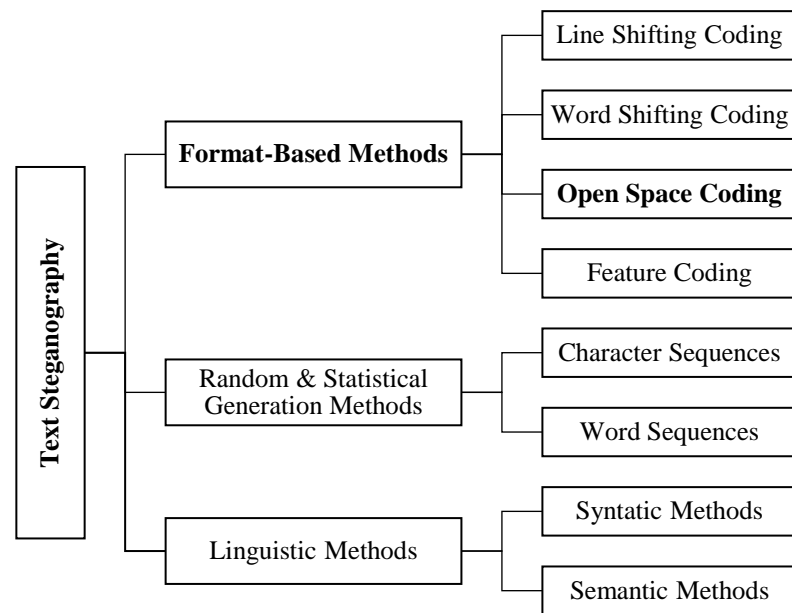 Text Steganography
Format-Based Methods
Line Shifting Coding
Word Shifting Coding
Open Space Coding
Feature Coding
Random & Statistical
Generation Methods
Character Sequences
Word Sequences
Linguistic Methods
Syntatic Methods
Semantic Methods